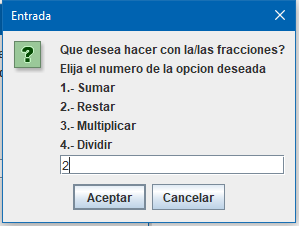 Entrada
Que desea hacer con la/las fracciones?
Elija el numero de la opcion deseada
1.- Sumar
2.- Restar
3.- Multiplicar
4.- Dividir
2
Aceptar
Cancelar